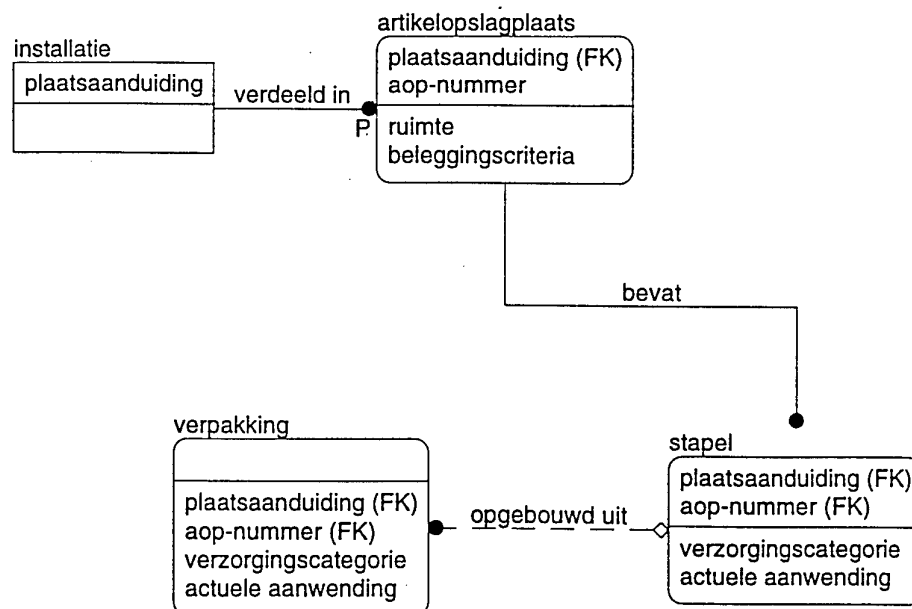 artikelopslagplaats
installatie
plaatsaanduiding (FK)
aop-nummer
plaatsaanduiding
verdeeld in
P
ruimte
beleggingscriteria
bevat
verpakking
stapel
plaatsaanduiding (FK)
aop-nummer (FK)
plaatsaanduiding (FK)
aop-nummer (FK)
verzorgingscategorie
actuele aanwending
opgebouwd uit
verzorgingscategorie
actuele aanwending